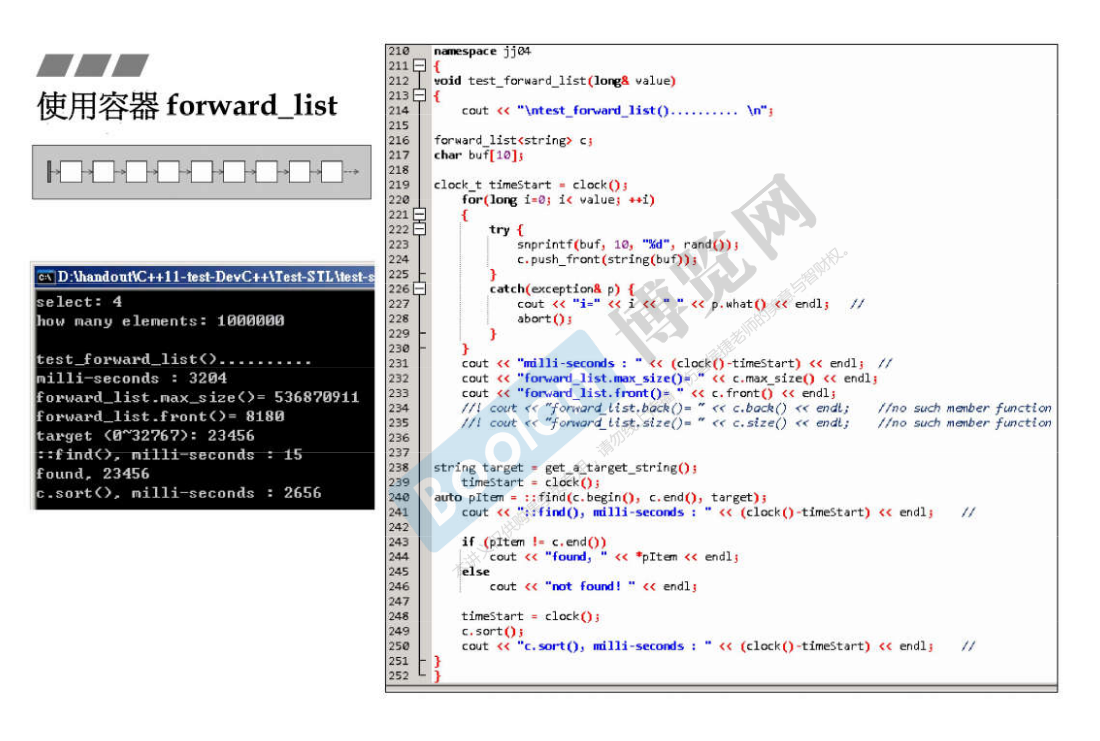 使用容器 forward_list
D:\handout\C++11-test-DevC++\Test-STL\test-s
select: 4
how many elements: 1000000
test_forward_list()..........
milli-seconds : 3204
forward_list.max_size()= 536870911
forward_list.front()= 8180
target (0~32767): 23456
::find(), milli-seconds : 15
found, 23456
c.sort(), milli-seconds : 2656
210 namespace jj04
211 {
212 void test_forward_list(long& value)
213 {
214 cout << "\ntest_forward_list().......... \n";
215
216 forward_list<string> c;
217 char buf[10];
218
219 clock_t timeStart = clock();
220 for(long i=0; i< value; ++i)
221 {
222 try {
223 snprintf(buf, 10, "%d", rand());
224 c.push_front(string(buf));
225 }
226 catch(exception& p) {
227 cout << "i=" << i << " " << p.what() << endl; //
228 abort();
229 }
230 }
231 cout << "milli-seconds : " << (clock()-timeStart) << endl; //
232 cout << "forward_list.max_size()= " << c.max_size() << endl;
233 cout << "forward_list.front()= " << c.front() << endl;
234 //! cout << "forward_list.back()= " << c.back() << endl; //no such member function
235 //! cout << "forward_list.size()= " << c.size() << endl; //no such member function
236
237
238 string target = get_a_target_string();
239 timeStart = clock();
240 auto pItem = ::find(c.begin(), c.end(), target);
241 cout << "::find(), milli-seconds : " << (clock()-timeStart) << endl; //
242
243 if (pItem != c.end())
244 cout << "found, " << *pItem << endl;
245 else
246 cout << "not found! " << endl;
247
248 timeStart = clock();
249 c.sort();
250 cout << "c.sort(), milli-seconds : " << (clock()-timeStart) << endl; //
251 }
252 }
博览网